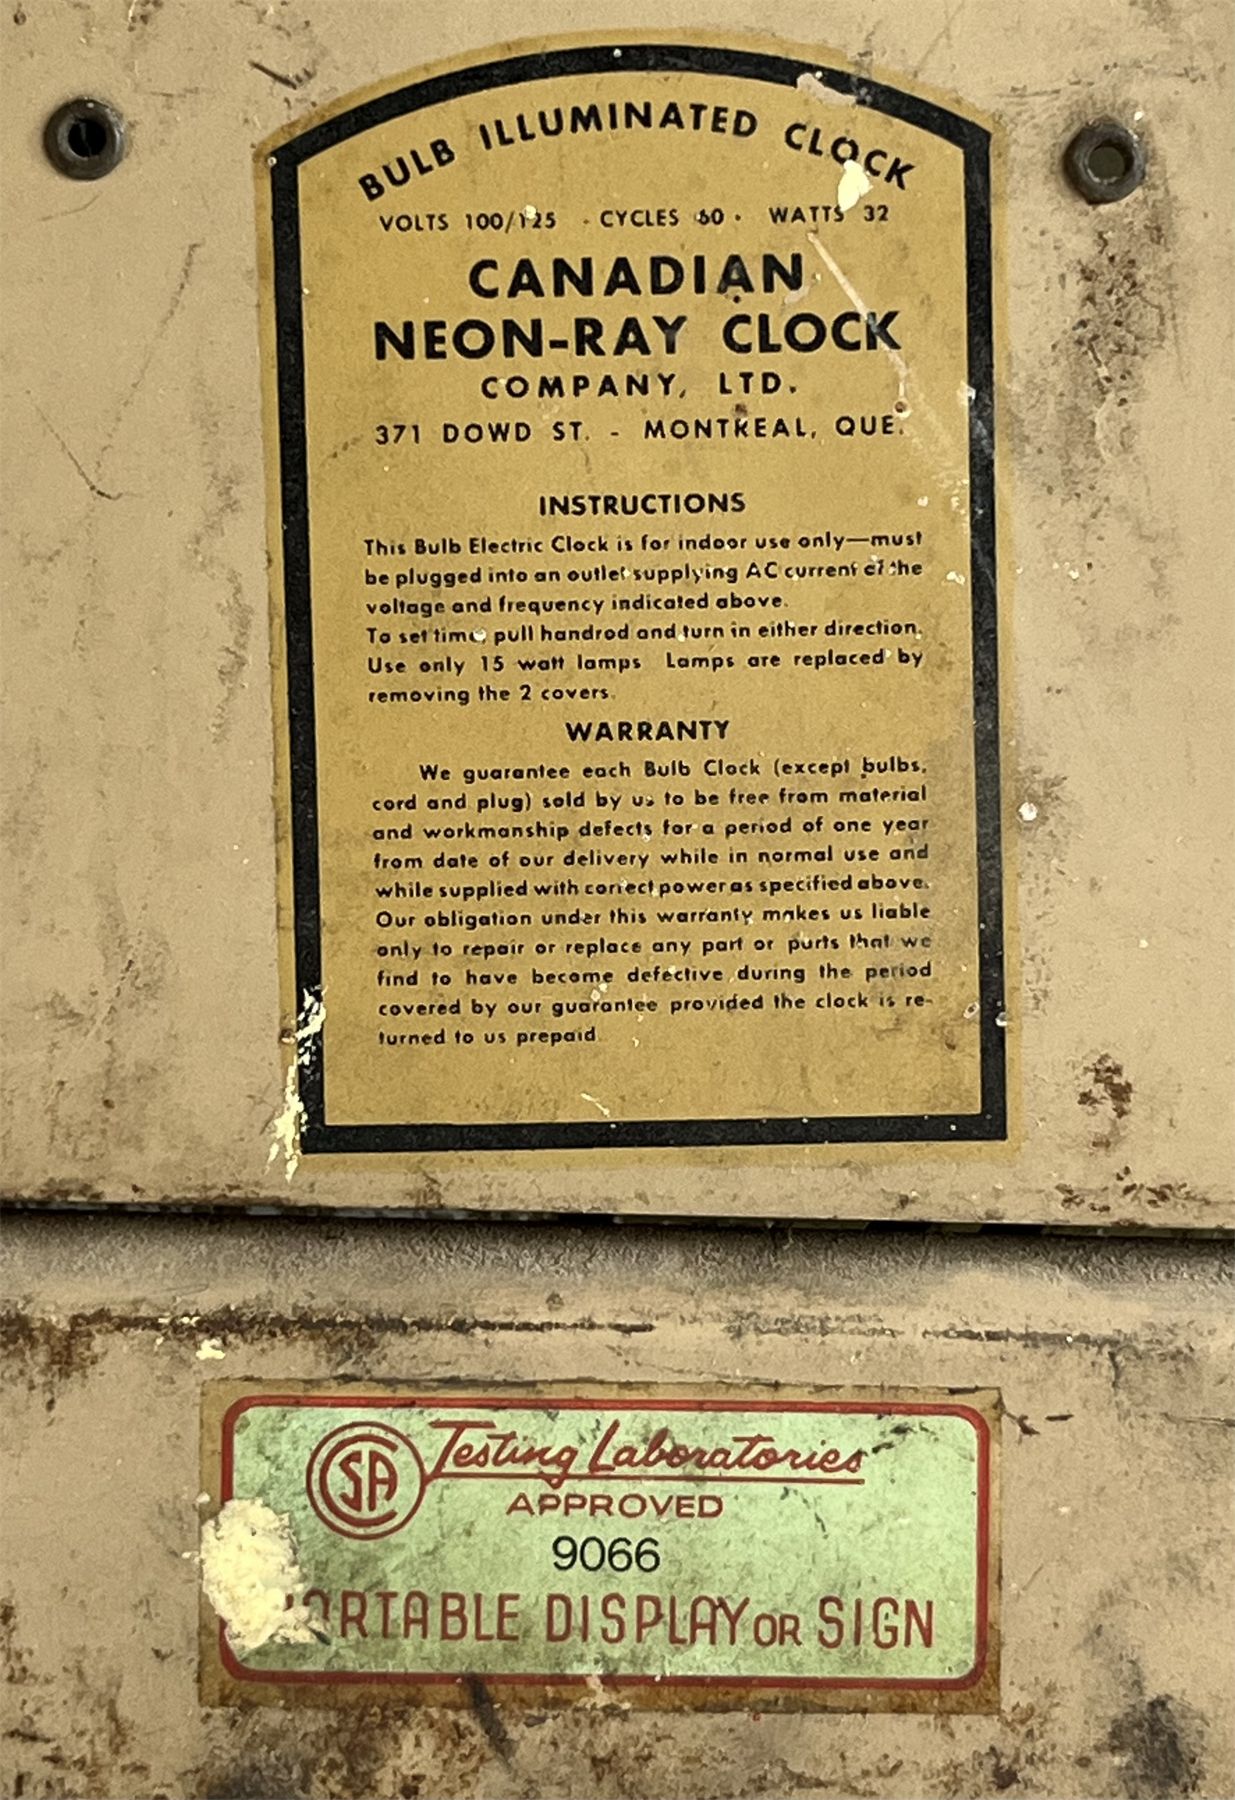 BULB ILLUMINATED CLOCK
VOLTS 100/125 · CYCLES 60 · WATTS 32
CANADIAN
NEON-RAY CLOCK
COMPANY, LTD.
371 DOWD ST. - MONTREAL, QUE.
INSTRUCTIONS
This Bulb Electric Clock is for indoor use only—must
be plugged into an outlet supplying AC current of the
voltage and frequency indicated above.
To set time, pull handrod and turn in either direction.
Use only 15 watt lamps Lamps are replaced by
removing the 2 covers.
WARRANTY
We guarantee each Bulb Clock (except bulbs,
cord and plug) sold by us to be free from material
and workmanship defects for a period of one year
from date of our delivery while in normal use and
while supplied with correct power as specified above.
Our obligation under this warranty makes us liable
only to repair or replace any part or parts that we
find to have become defective during the period
covered by our guarantee provided the clock is re-
turned to us prepaid.
CSA Testing Laboratories
APPROVED
9066
PORTABLE DISPLAY OR SIGN